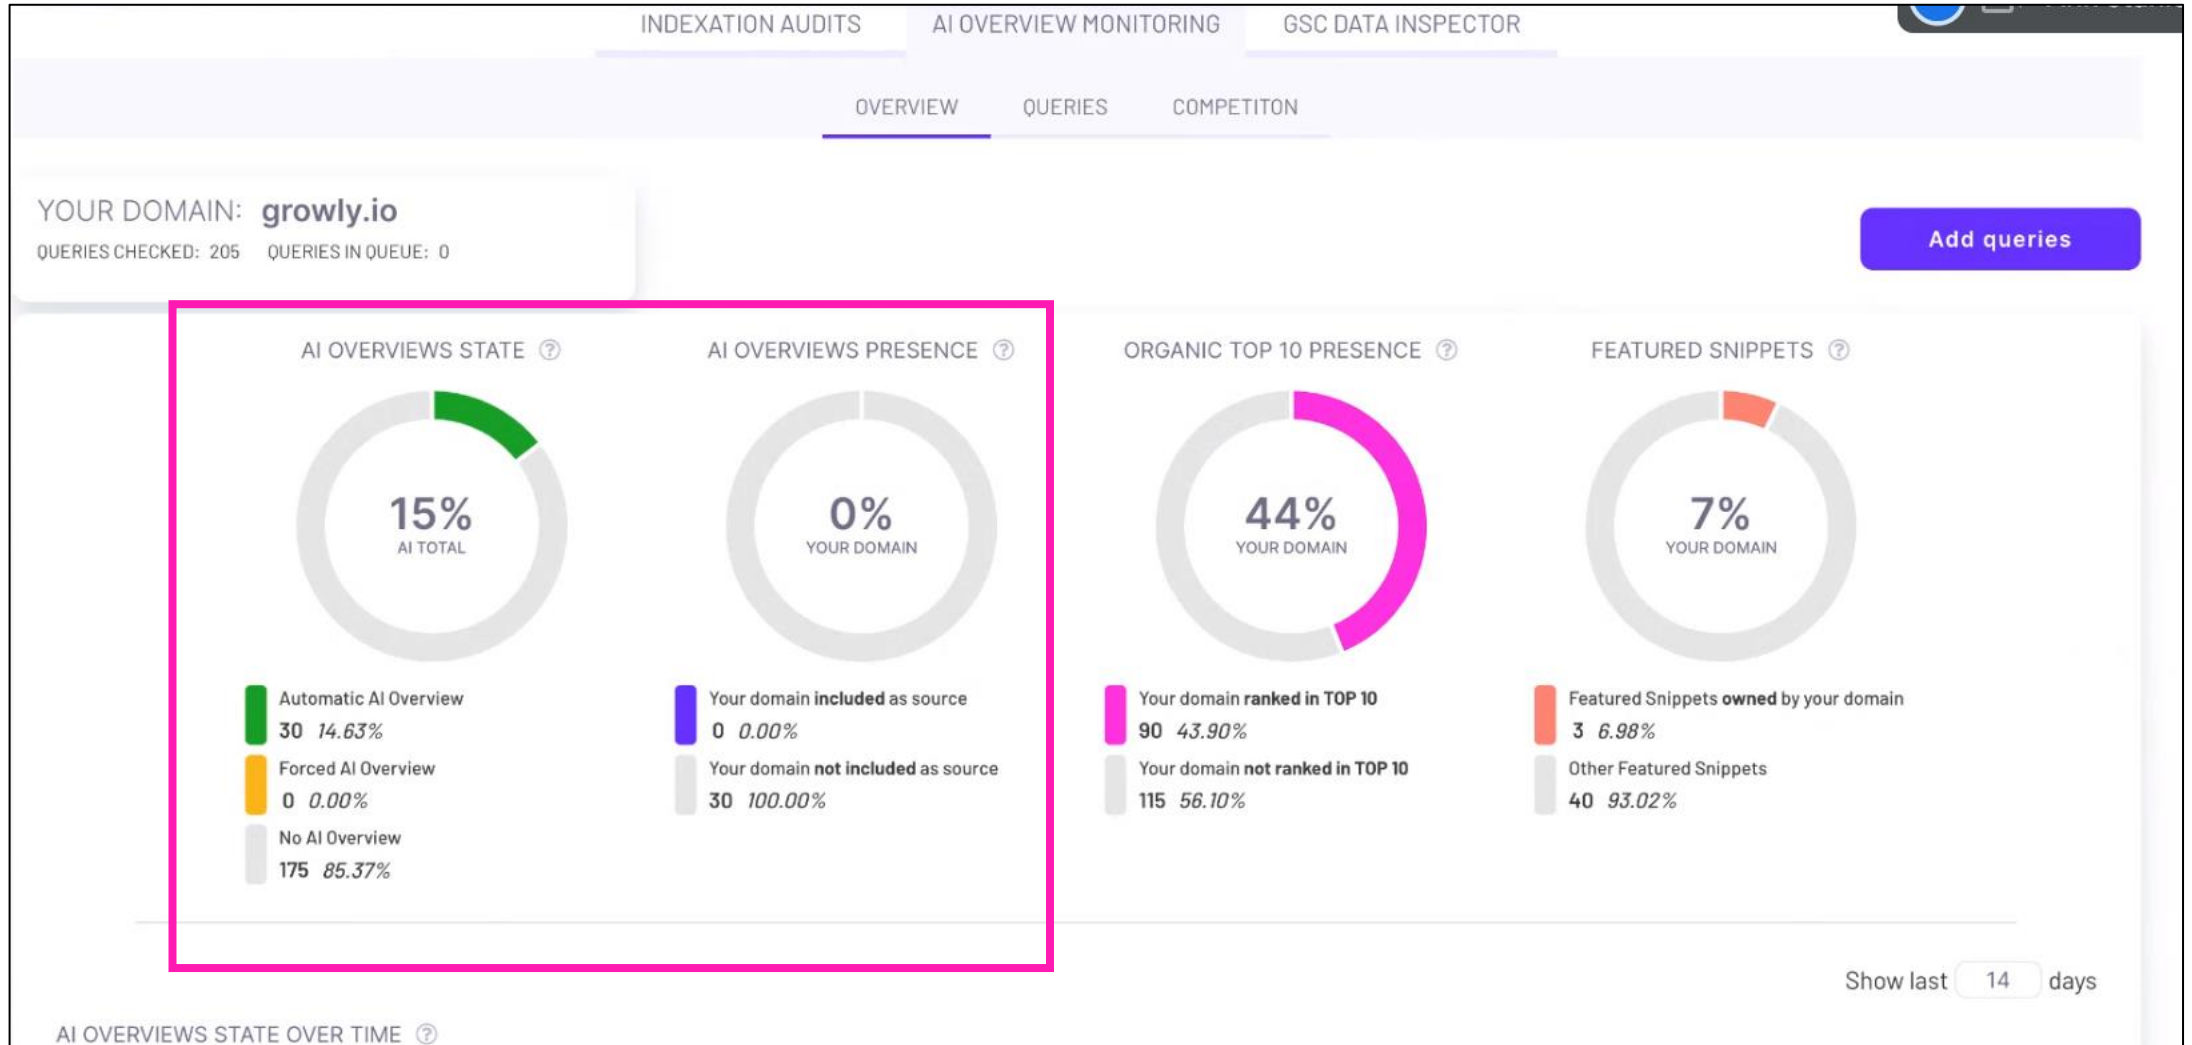 INDEXATION AUDITS AI OVERVIEW MONITORING GSC DATA INSPECTOR
OVERVIEW QUERIES COMPETITON
YOUR DOMAIN: growly.io
QUERIES CHECKED: 205 QUERIES IN QUEUE: 0
Add queries
AI OVERVIEWS STATE ?
15%
AI TOTAL
Automatic AI Overview
30 14.63%
Forced AI Overview
0 0.00%
No AI Overview
175 85.37%
AI OVERVIEWS PRESENCE ?
0%
YOUR DOMAIN
Your domain included as source
0 0.00%
Your domain not included as source
30 100.00%
ORGANIC TOP 10 PRESENCE ?
44%
YOUR DOMAIN
Your domain ranked in TOP 10
90 43.90%
Your domain not ranked in TOP 10
115 56.10%
FEATURED SNIPPETS ?
7%
YOUR DOMAIN
Featured Snippets owned by your domain
3 6.98%
Other Featured Snippets
40 93.02%
Show last 14 days
AI OVERVIEWS STATE OVER TIME ?